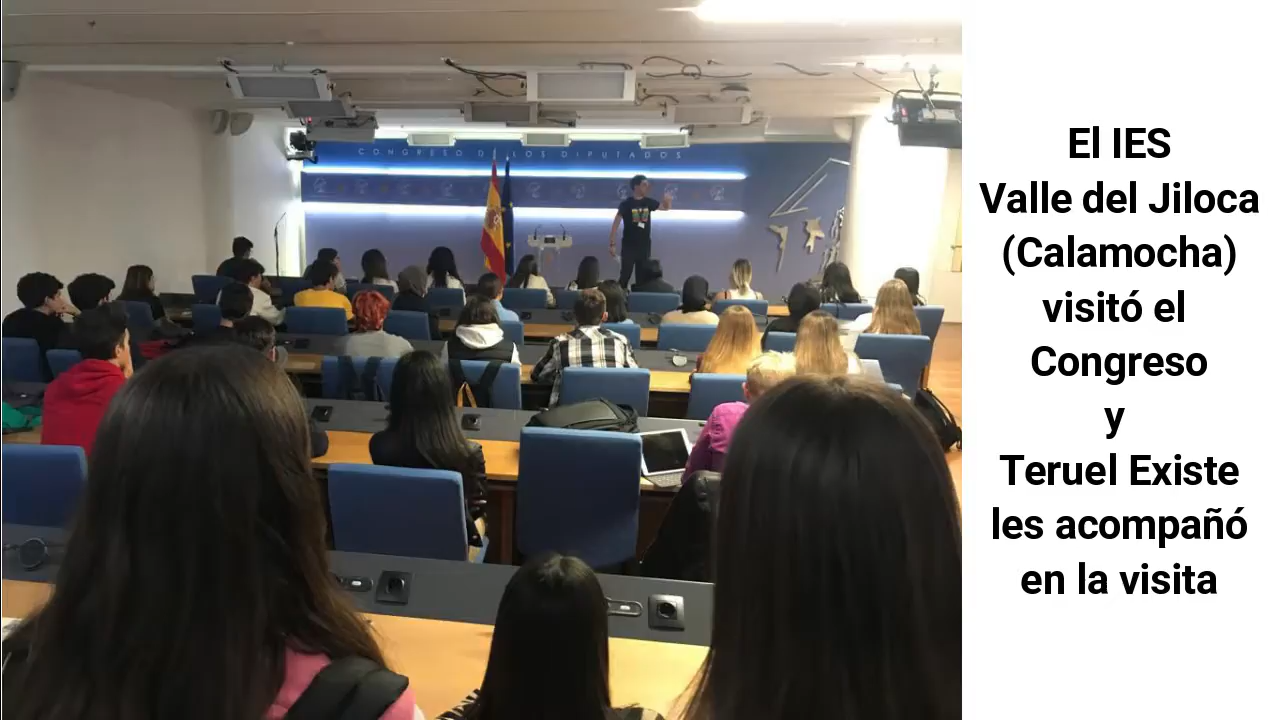 CONGRESO DE LOS DIPUTADOS
El IES
Valle del Jiloca
(Calamocha)
visitó el
Congreso
y
Teruel Existe
les acompañó
en la visita